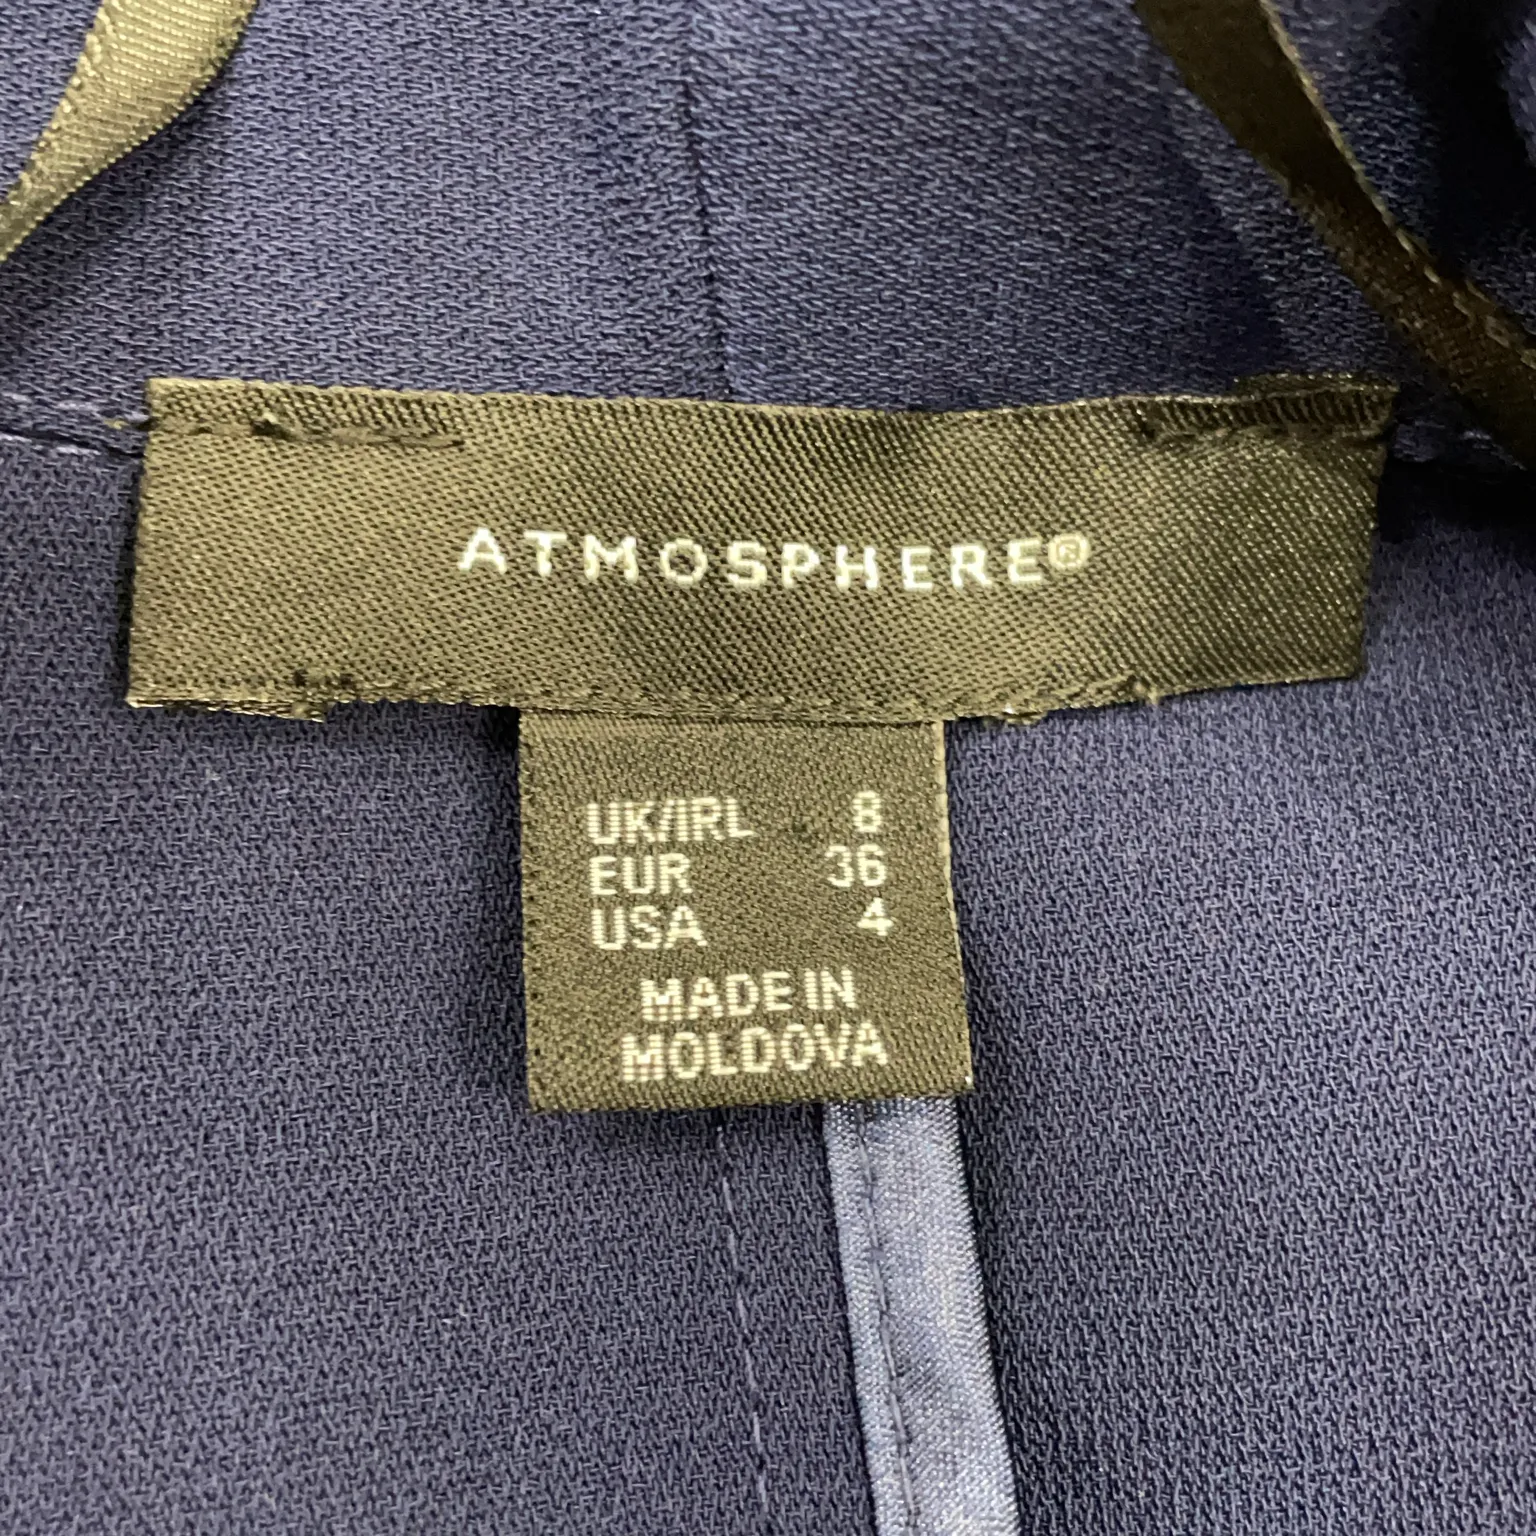 ATMOSPHERE®
UK/IRL 8
EUR 36
USA 4
MADE IN
MOLDOVA